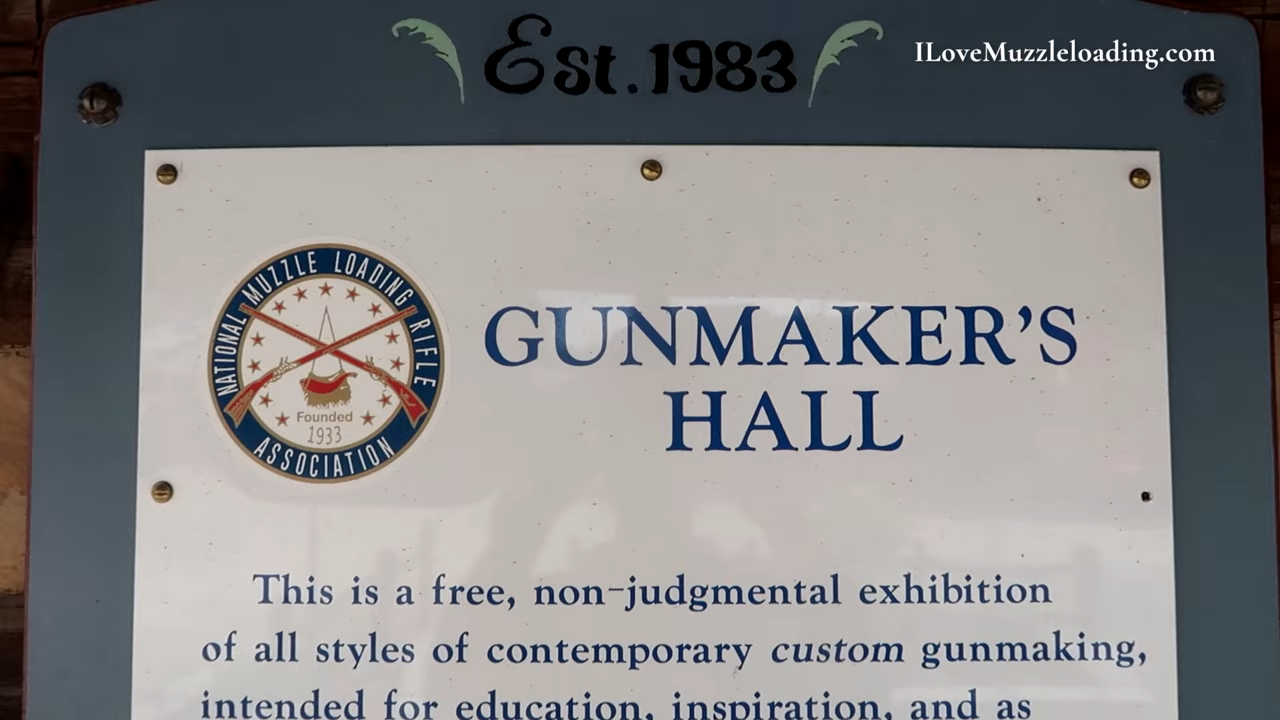 Est. 1983
ILoveMuzzleloading.com
NATIONAL MUZZLE LOADING RIFLE
ASSOCIATION
Founded
1933
GUNMAKER'S
HALL
This is a free, non-judgmental exhibition
of all styles of contemporary custom gunmaking,
intended for education, inspiration, and as